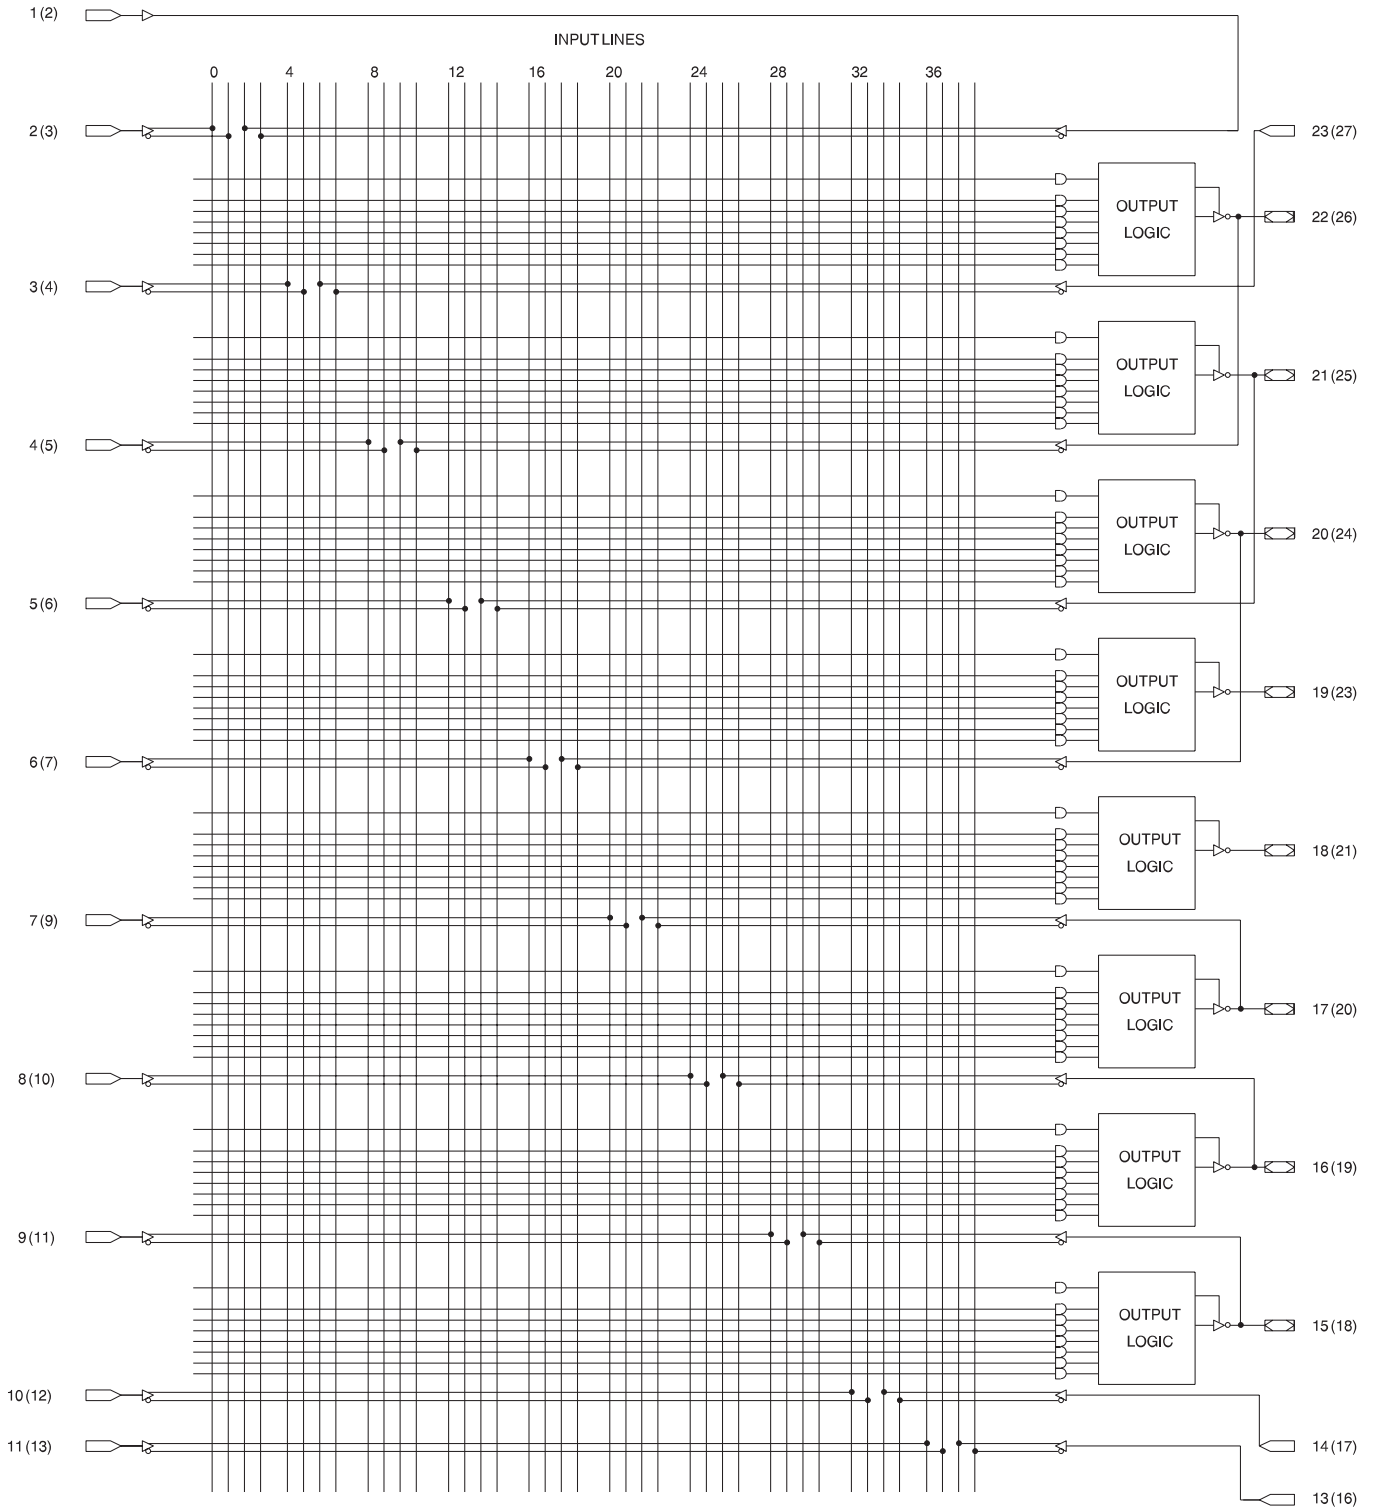 1(2)
INPUT LINES
0 4 8 12 16 20 24 28 32 36
2(3)
23(27)
OUTPUT
LOGIC
22(26)
3(4)
OUTPUT
LOGIC
21(25)
4(5)
OUTPUT
LOGIC
20(24)
5(6)
OUTPUT
LOGIC
19(23)
6(7)
OUTPUT
LOGIC
18(21)
7(9)
OUTPUT
LOGIC
17(20)
8(10)
OUTPUT
LOGIC
16(19)
9(11)
OUTPUT
LOGIC
15(18)
10(12)
11(13)
14(17)
13(16)